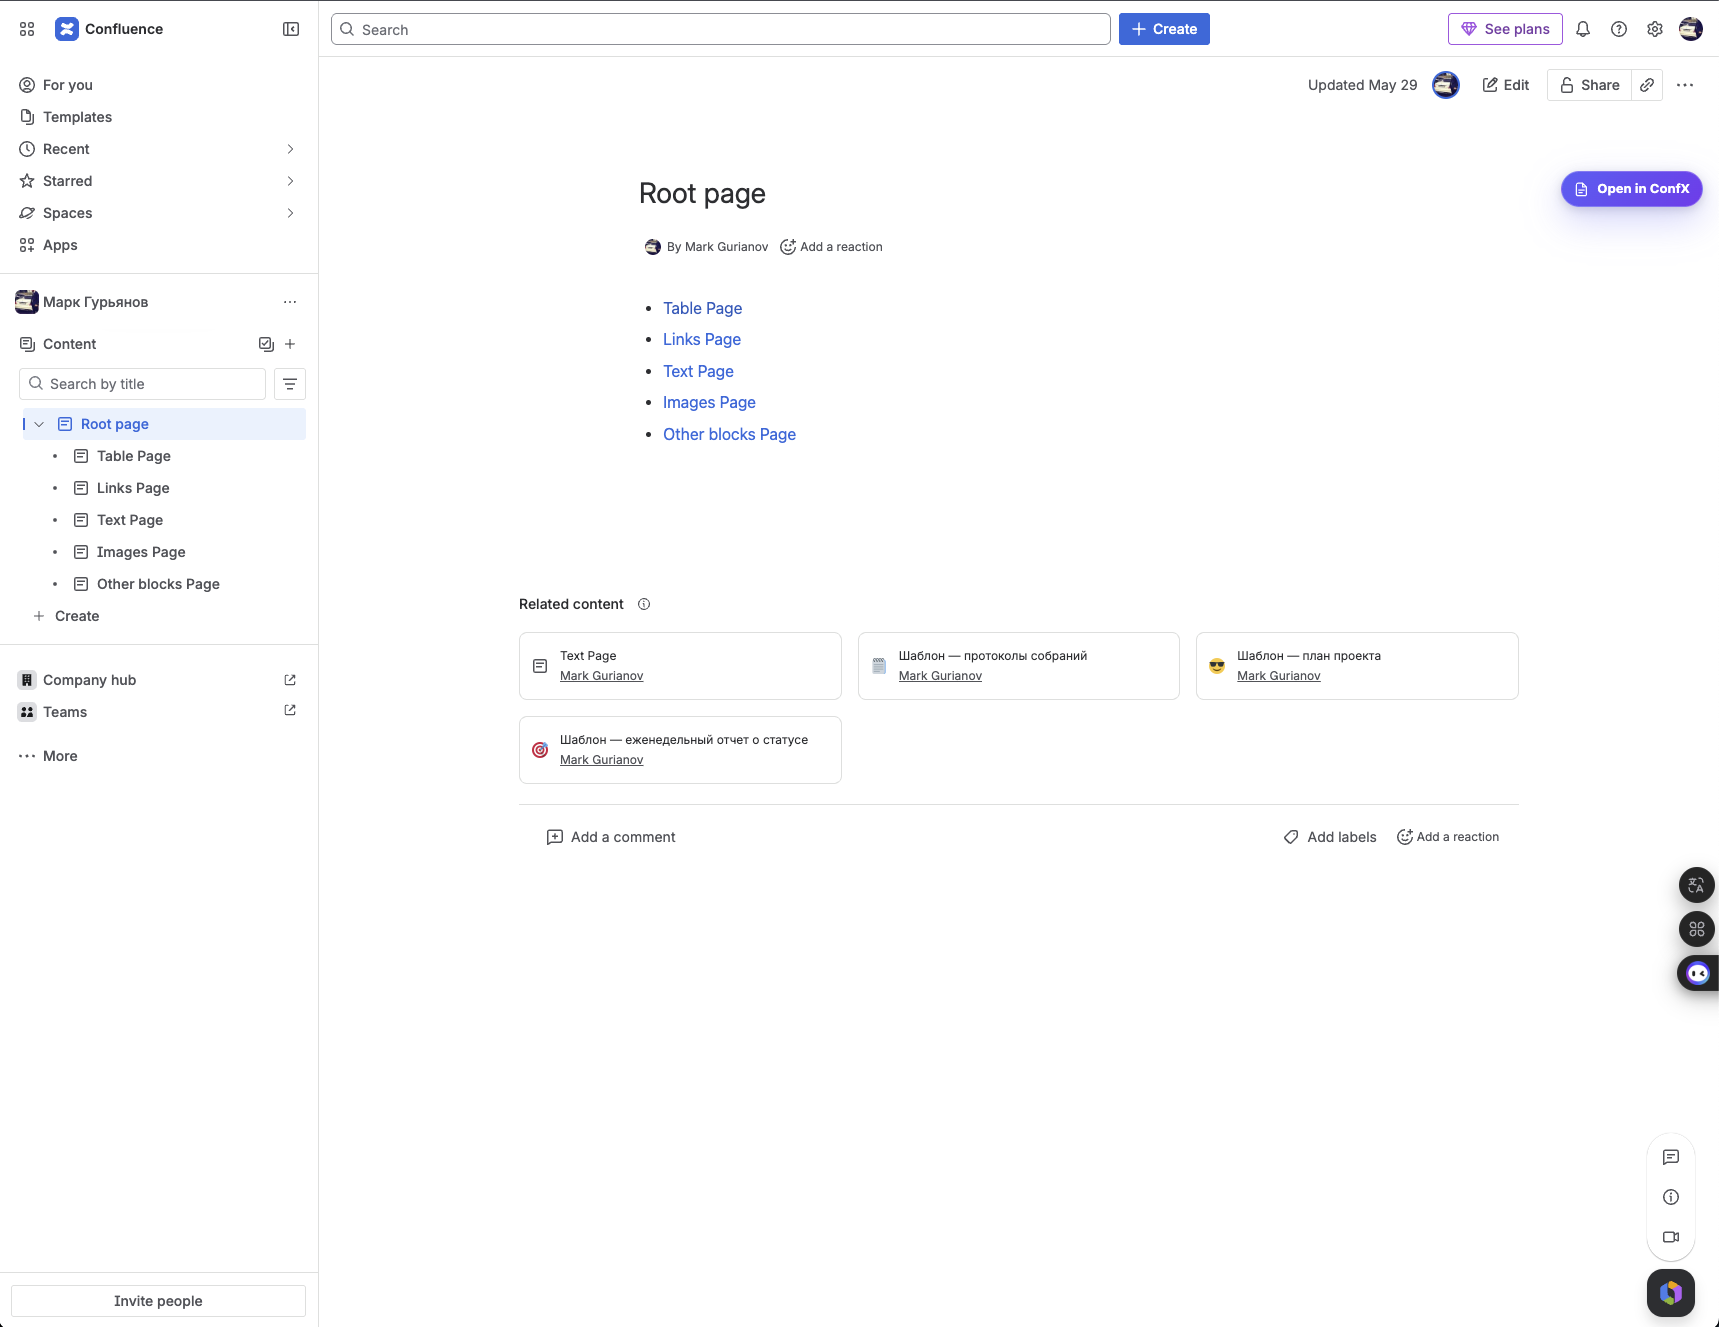 Confluence
Search
Create
See plans
For you
Templates
Recent
Starred
Spaces
Apps
Марк Гурьянов
Content
Search by title
Root page
Table Page
Links Page
Text Page
Images Page
Other blocks Page
Create
Company hub
Teams
More
Invite people
Updated May 29
Edit
Share
Open in ConfX
Root page
By Mark Gurianov Add a reaction
Table Page
Links Page
Text Page
Images Page
Other blocks Page
Related content
Text Page
Mark Gurianov
Шаблон — протоколы собраний
Mark Gurianov
Шаблон — план проекта
Mark Gurianov
Шаблон — еженедельный отчет о статусе
Mark Gurianov
Add a comment
Add labels
Add a reaction